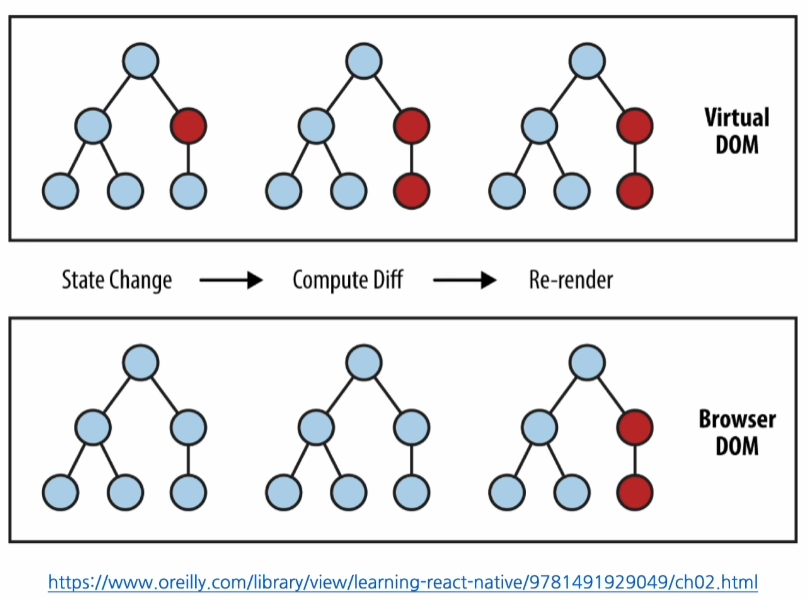 Virtual
DOM
State Change
Compute Diff
Re-render
Browser
DOM
https://www.oreilly.com/library/view/learning-react-native/9781491929049/ch02.html